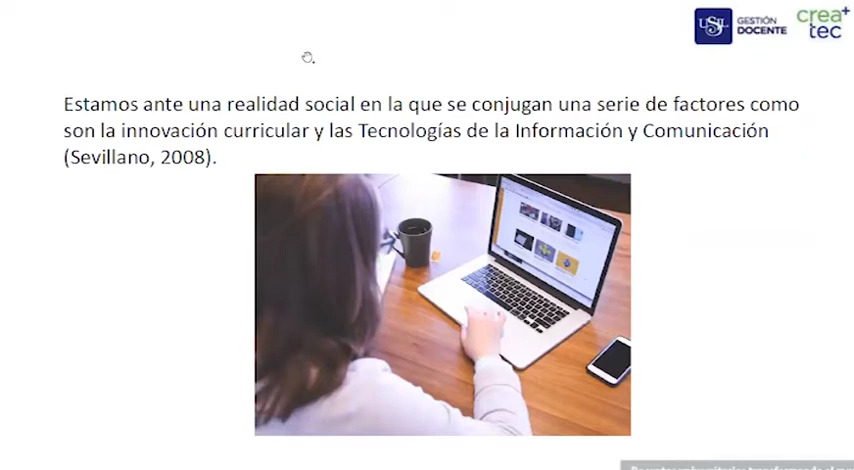 USIL GESTIÓN DOCENTE
crea+
tec
Estamos ante una realidad social en la que se conjugan una serie de factores como
son la innovación curricular y las Tecnologías de la Información y Comunicación
(Sevillano, 2008).